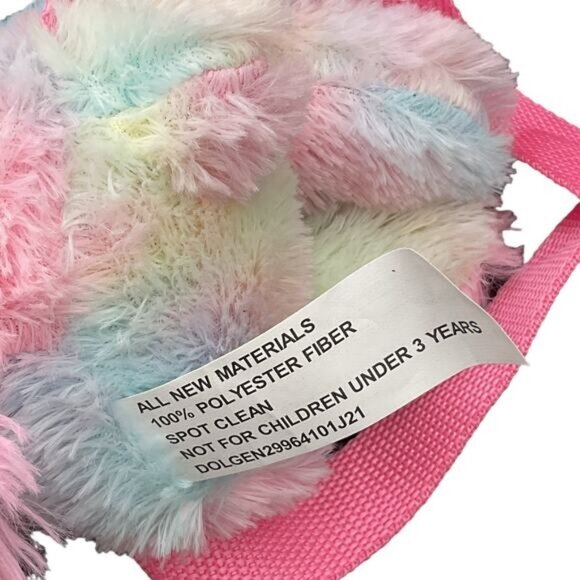 ALL NEW MATERIALS
100% POLYESTER FIBER
SPOT CLEAN
NOT FOR CHILDREN UNDER 3 YEARS
DOLGEN29964101J21